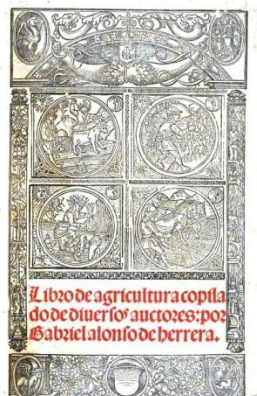 Libro de agricultura copila
do de diuersos auctores: por
Gabriel alonso de herrera.